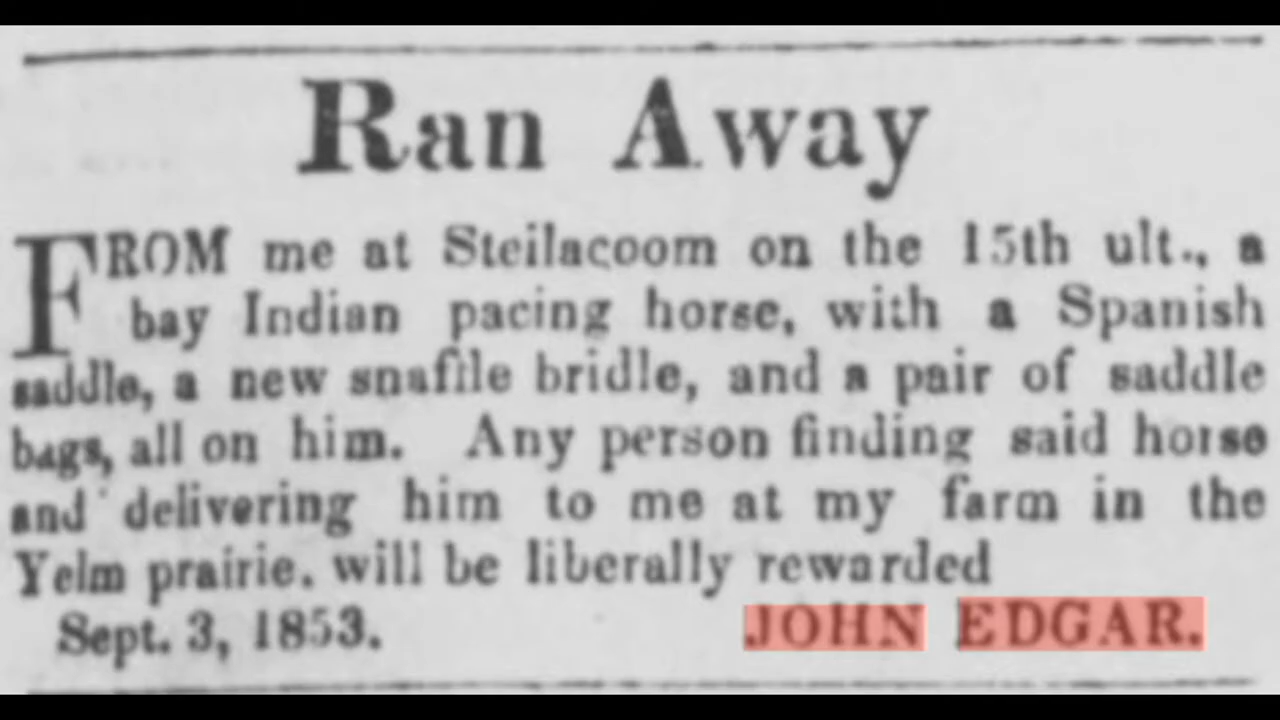 Ran Away
FROM me at Steilacoom on the 15th ult., a
bay Indian pacing horse, with a Spanish
saddle, a new snaffle bridle, and a pair of saddle
bags, all on him. Any person finding said horse
and delivering him to me at my farm in the
Yelm prairie. will be liberally rewarded
Sept. 3, 1853. JOHN EDGAR.